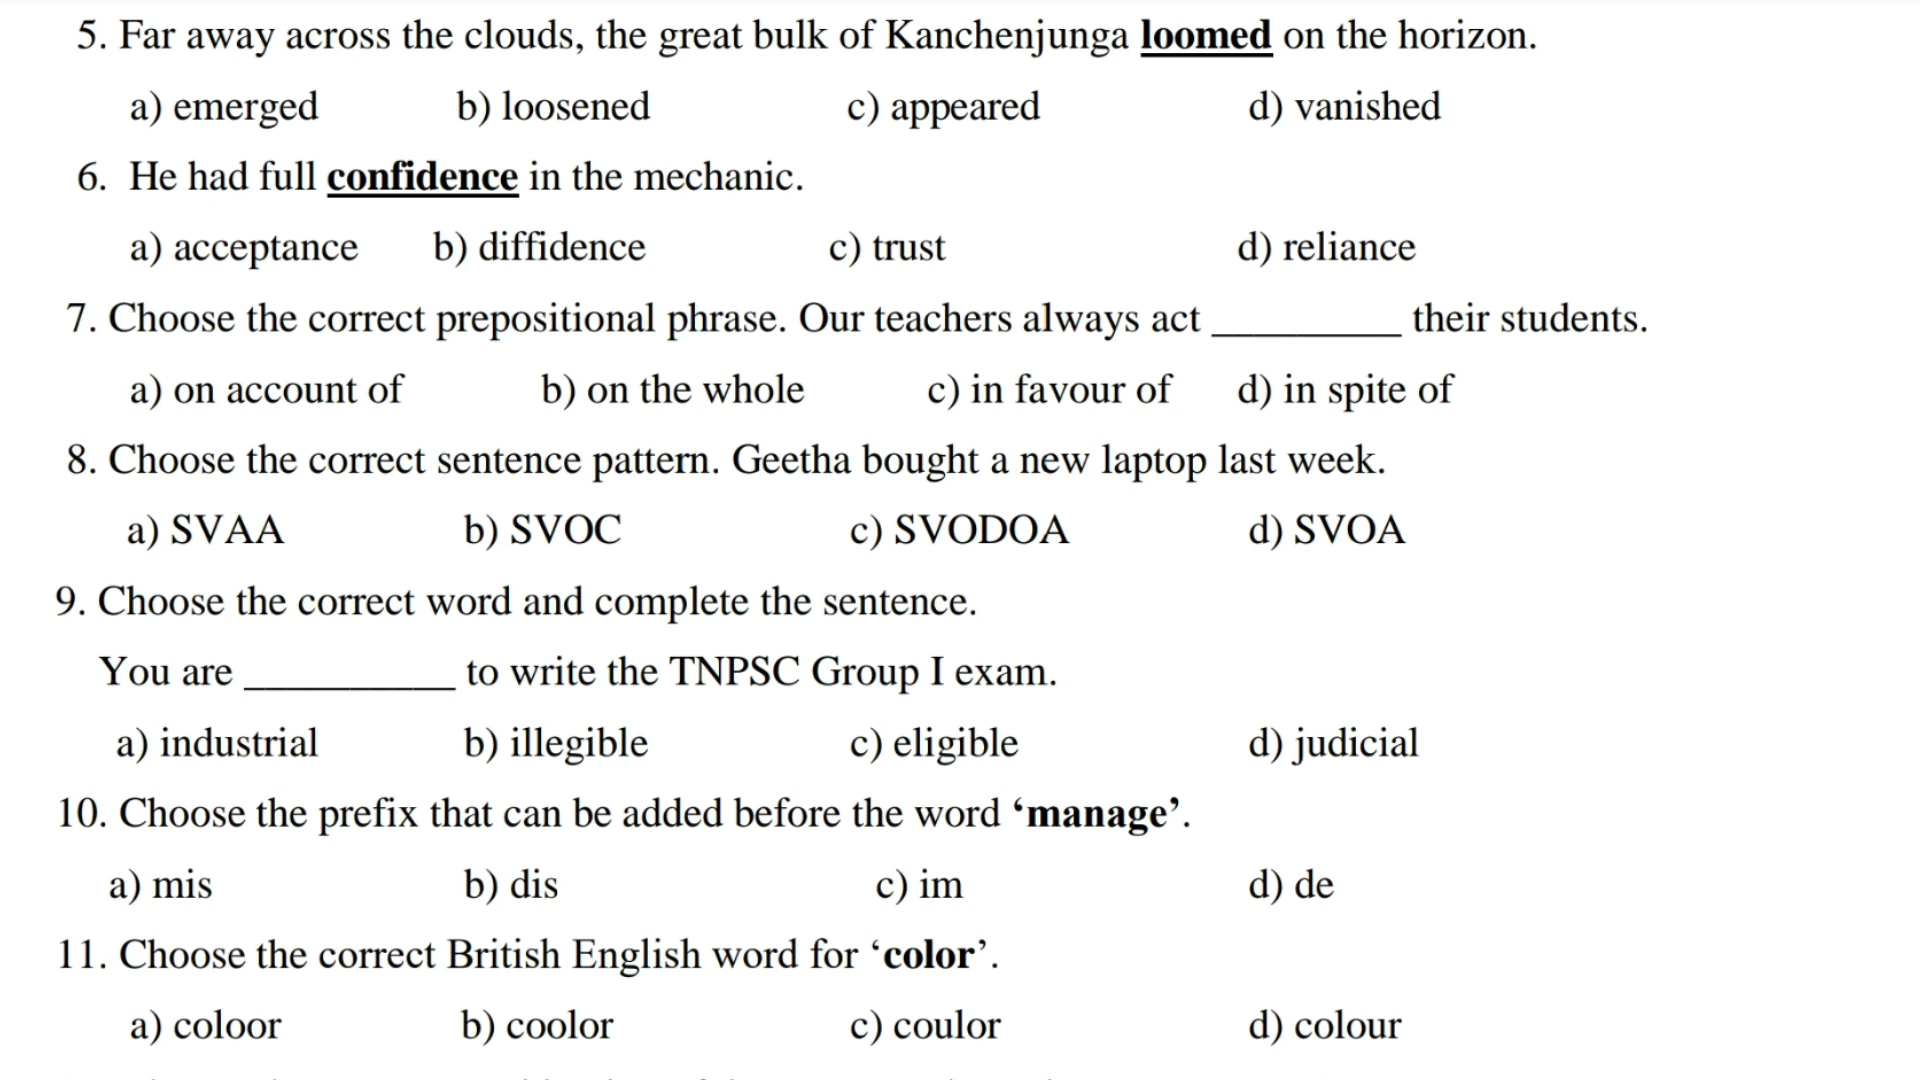 5. Far away across the clouds, the great bulk of Kanchenjunga loomed on the horizon.
a) emerged b) loosened c) appeared d) vanished
6. He had full confidence in the mechanic.
a) acceptance b) diffidence c) trust d) reliance
7. Choose the correct prepositional phrase. Our teachers always act _________ their students.
a) on account of b) on the whole c) in favour of d) in spite of
8. Choose the correct sentence pattern. Geetha bought a new laptop last week.
a) SVAA b) SVOC c) SVODOA d) SVOA
9. Choose the correct word and complete the sentence.
You are __________ to write the TNPSC Group I exam.
a) industrial b) illegible c) eligible d) judicial
10. Choose the prefix that can be added before the word ‘manage’.
a) mis b) dis c) im d) de
11. Choose the correct British English word for ‘color’.
a) coloor b) coolor c) coulor d) colour